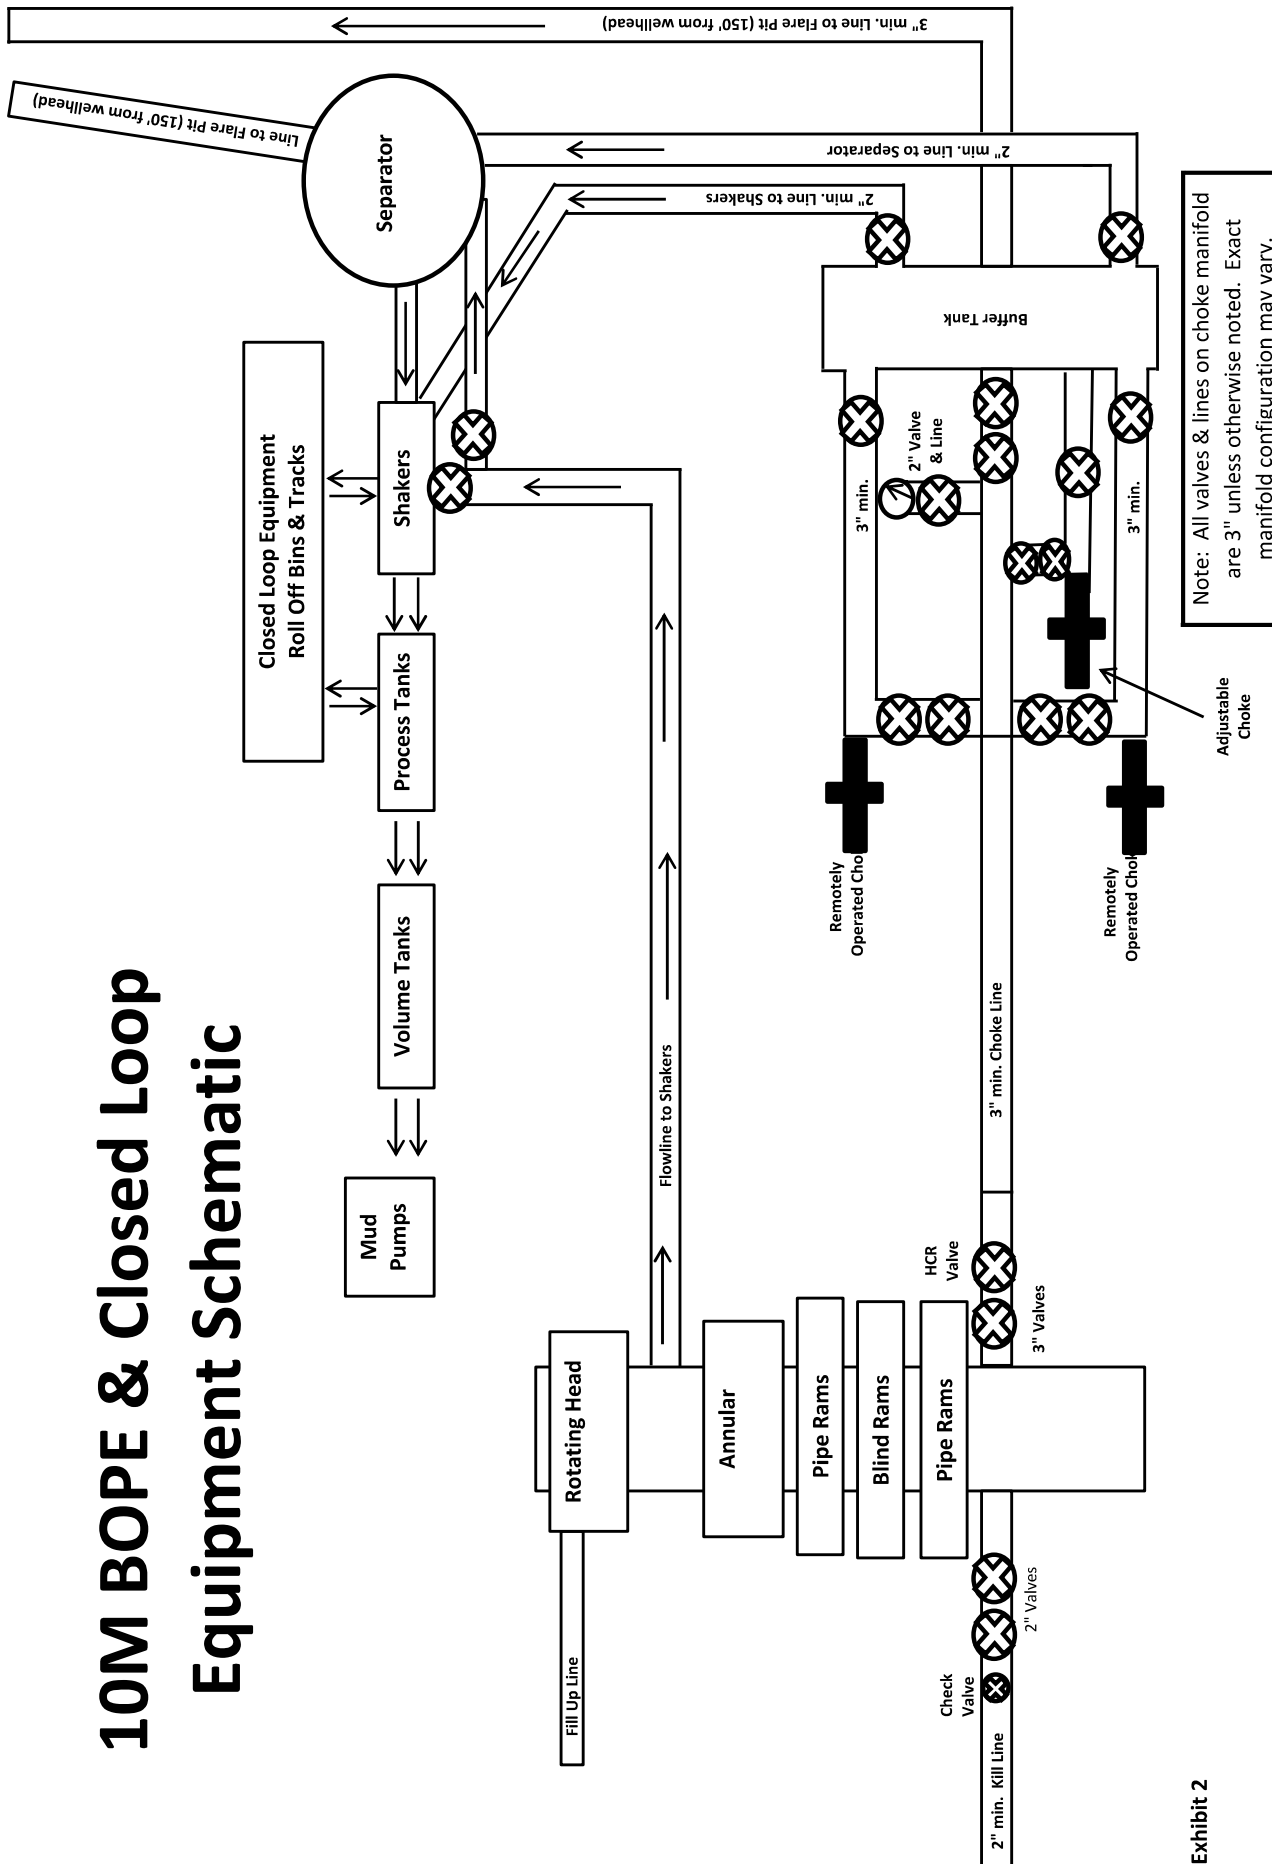 10M BOPE & Closed Loop
Equipment Schematic
Line to Flare Pit (150' from wellhead)
3" min. Line to Flare Pit (150' from wellhead)
Separator
2" min. Line to Separator
2" min. Line to Shakers
Closed Loop Equipment
Roll Off Bins & Tracks
Mud
Pumps
Volume Tanks
Process Tanks
Shakers
Fill Up Line
Rotating Head
Flowline to Shakers
Annular
Pipe Rams
Blind Rams
Pipe Rams
Remotely
Operated Cho
3" min.
2" Valve
& Line
Buffer Tank
HCR
Valve
Check
Valve
2" min. Kill Line
2" Valves
3" Valves
3" min. Choke Line
Remotely
Operated Chok
3" min.
Adjustable
Choke
Note: All valves & lines on choke manifold
are 3" unless otherwise noted. Exact
manifold configuration may vary.
Exhibit 2